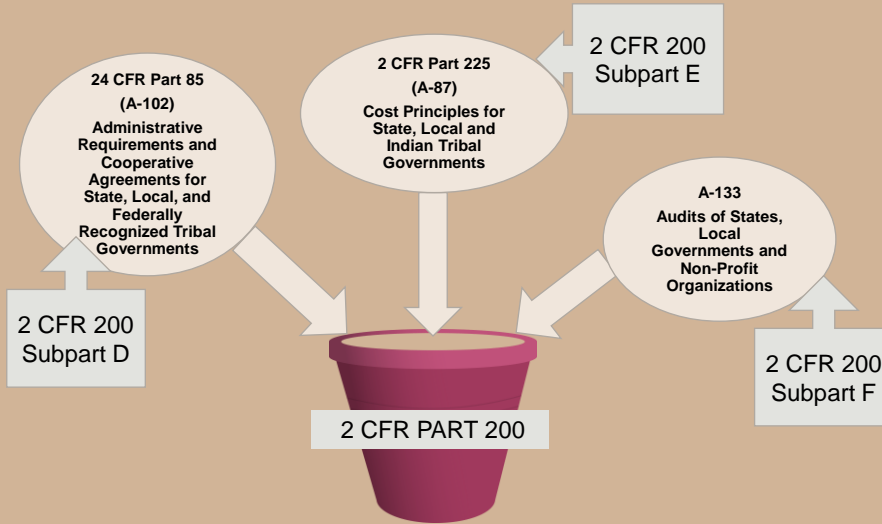 24 CFR Part 85
(A-102)
Administrative
Requirements and
Cooperative
Agreements for
State, Local, and
Federally
Recognized Tribal
Governments
2 CFR 200
Subpart D
2 CFR Part 225
(A-87)
Cost Principles for
State, Local and
Indian Tribal
Governments
2 CFR 200
Subpart E
A-133
Audits of States,
Local
Governments and
Non-Profit
Organizations
2 CFR 200
Subpart F
2 CFR PART 200